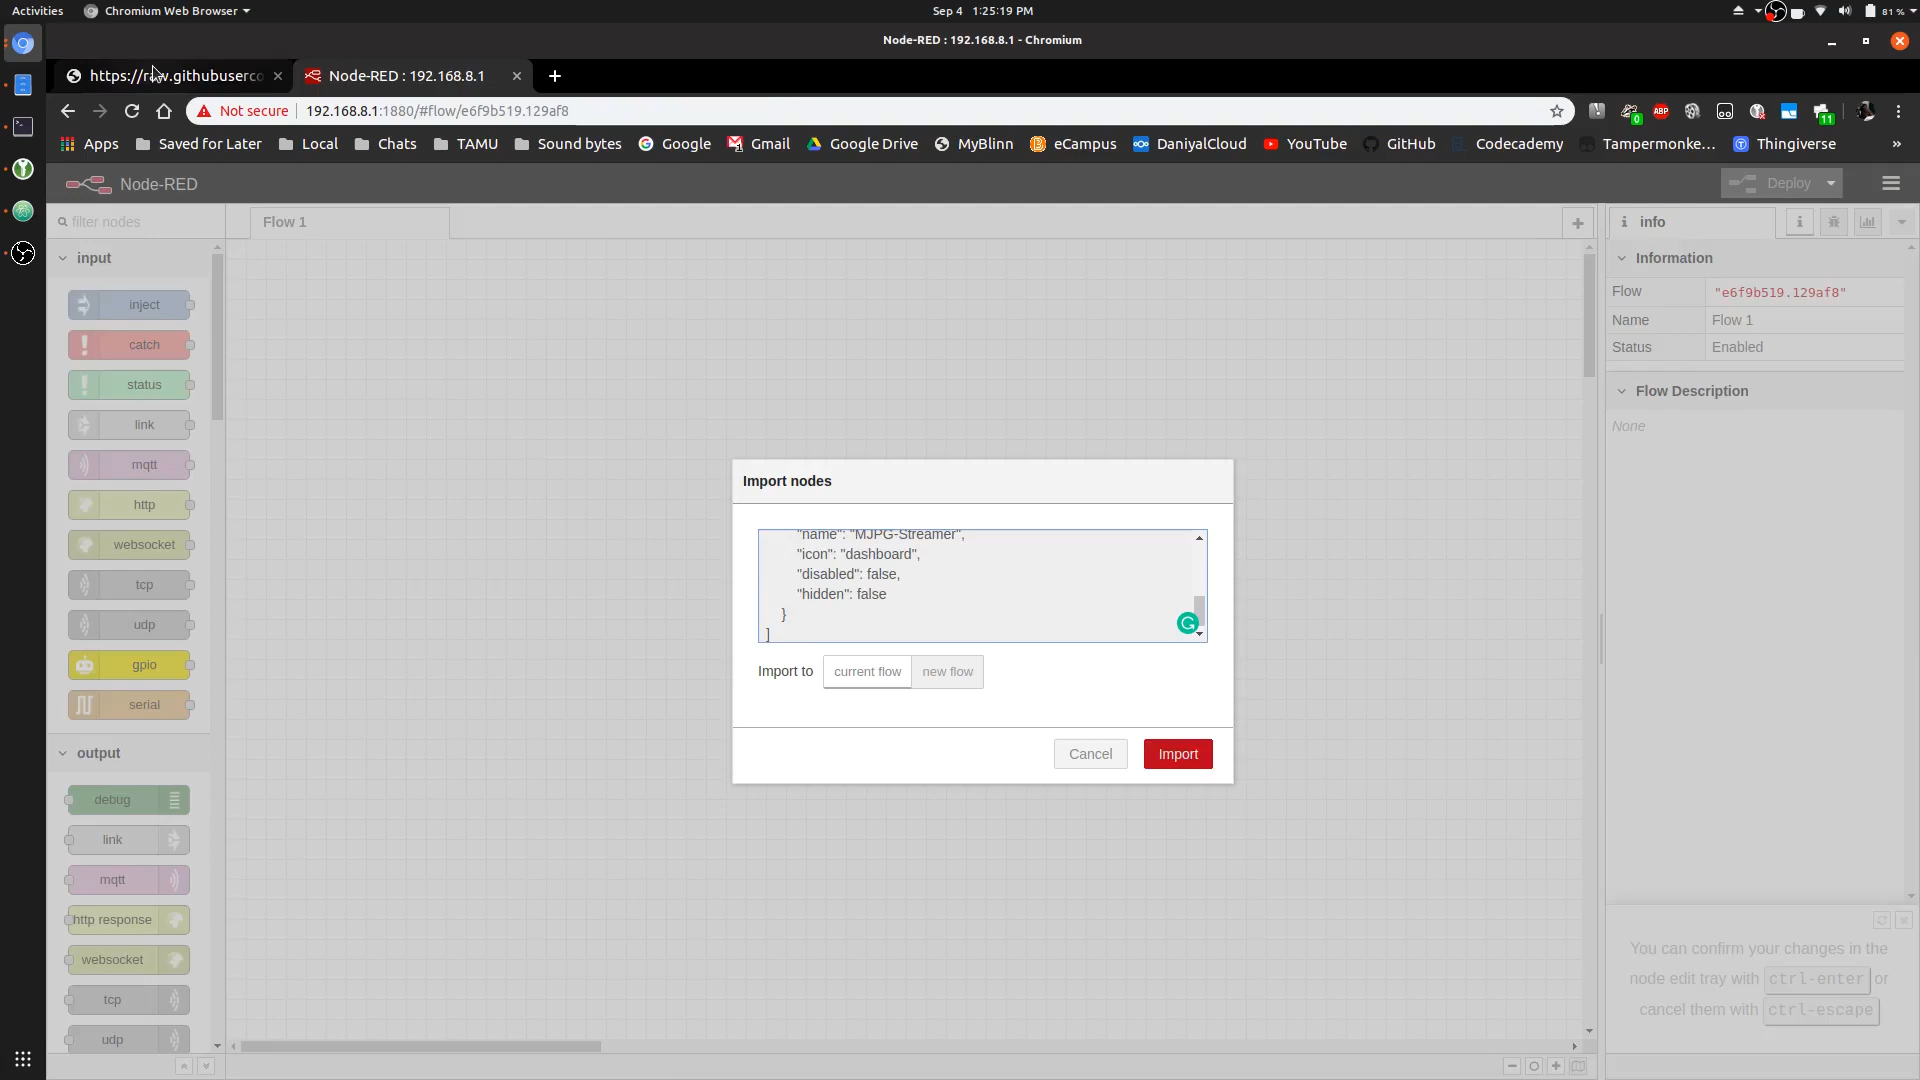 Activities
Chromium Web Browser
Sep 4 1:25:19 PM
81 %
Node-RED : 192.168.8.1 - Chromium
Node-RED : 192.168.8.1
Not secure
192.168.8.1:1880/#flow/e6f9b519.129af8
ABP
0
11
Apps
Saved for Later
Local
Chats
TAMU
Sound bytes
Google
Gmail
Google Drive
MyBlinn
eCampus
DaniyalCloud
YouTube
GitHub
Codecademy
Tampermonke...
Thingiverse
»
Node-RED
Deploy
filter nodes
Flow 1
info
input
inject
catch
status
link
mqtt
http
websocket
tcp
udp
gpio
serial
output
debug
link
mqtt
http response
websocket
tcp
udp
Import nodes
"name": "MJPG-Streamer",
"icon": "dashboard",
"disabled": false,
"hidden": false
}
]
Import to
current flow
new flow
Cancel
Import
Information
Flow
"e6f9b519.129af8"
Name
Flow 1
Status
Enabled
Flow Description
None
You can confirm your changes in the
node edit tray with ctrl-enter or
cancel them with ctrl-escape